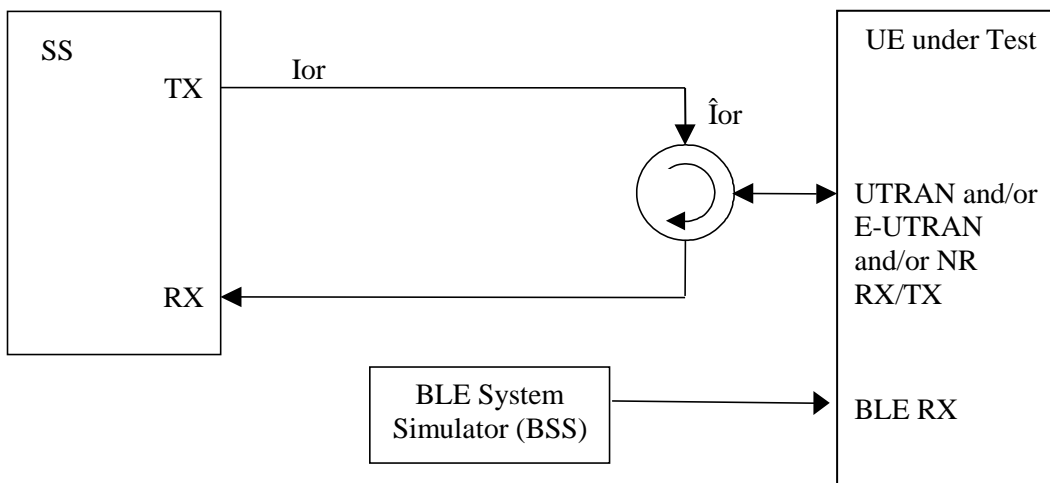 SS
UE under Test
TX
Ior
Îor
UTRAN and/or
E-UTRAN
and/or NR
RX/TX
RX
BLE System
Simulator (BSS)
BLE RX